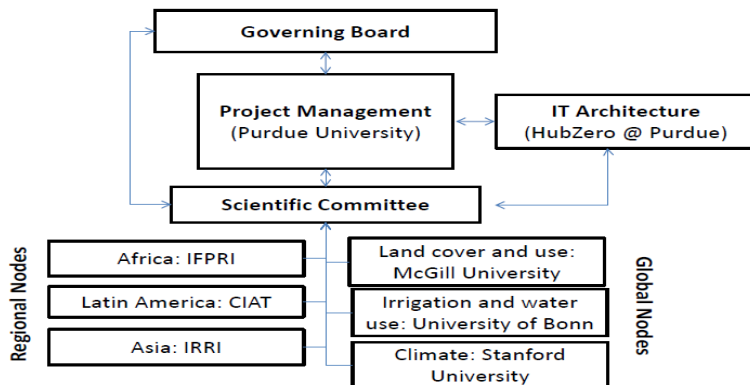 Governing Board
Project Management
(Purdue University)
IT Architecture
(HubZero @ Purdue)
Scientific Committee
Regional Nodes
Africa: IFPRI
Latin America: CIAT
Asia: IRRI
Land cover and use:
McGill University
Irrigation and water
use: University of Bonn
Climate: Stanford
University
Global Nodes